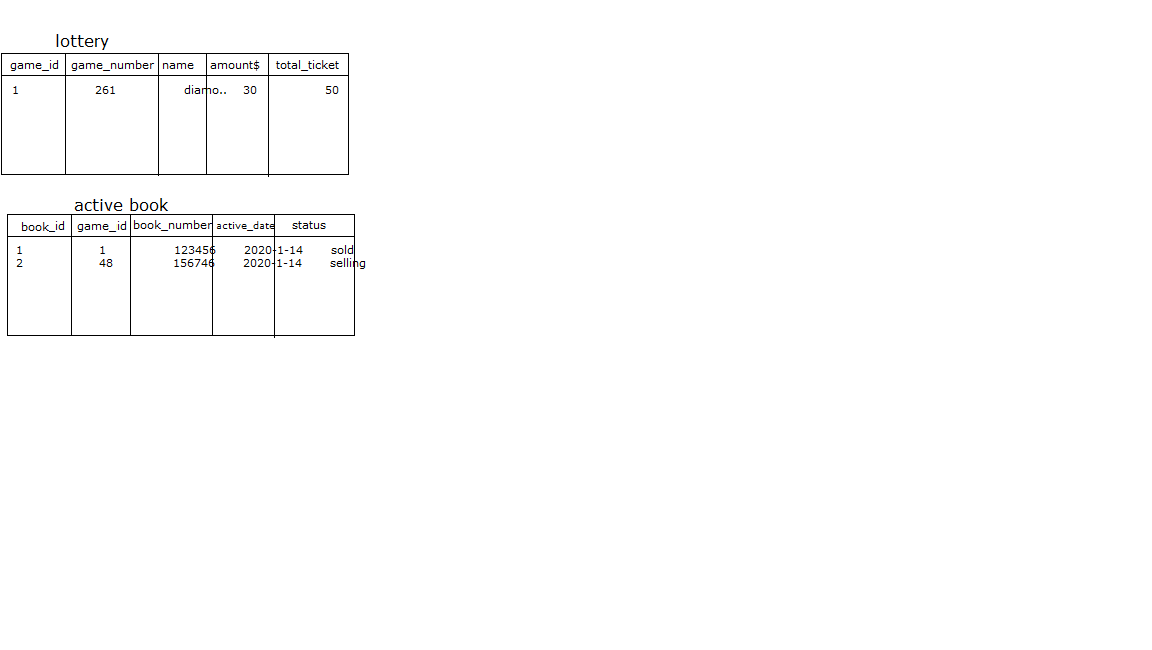 lottery
game_id game_number name amount$ total_ticket
1 261 diamo.. 30 50
active book
book_id game_id book_number active_date status
1 1 123456 2020-1-14 sold
2 48 156746 2020-1-14 selling